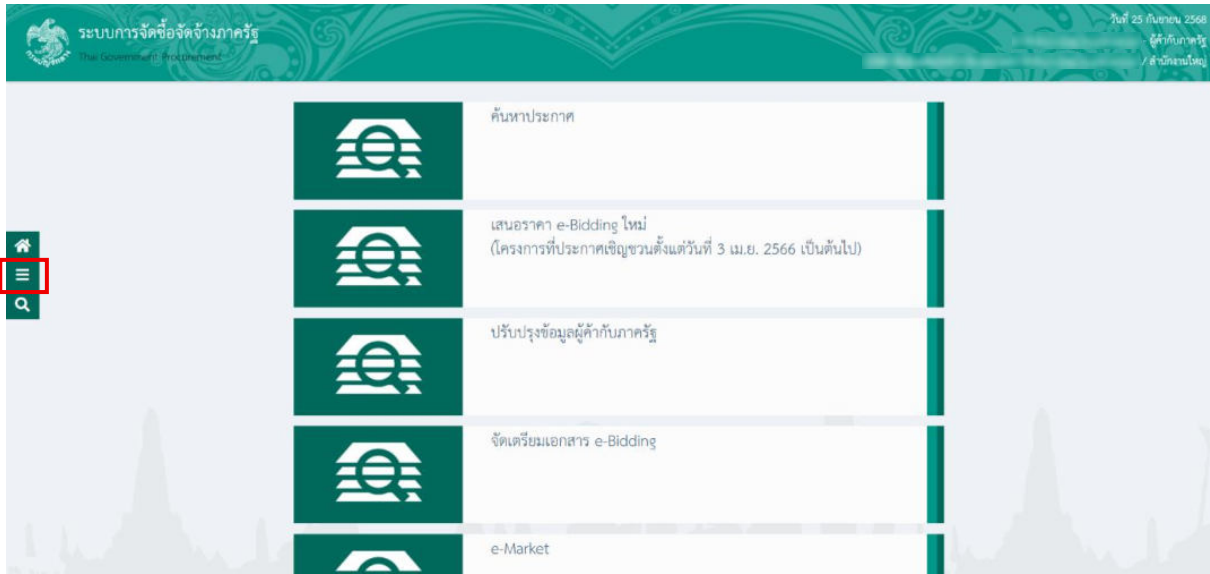 ระบบการจัดซื้อจัดจ้างภาครัฐ
Thai Government Procurement
วันที่ 25 กันยายน 2568
- ผู้ค้ากับภาครัฐ
/ สำนักงานใหญ่
ค้นหาประกาศ
เสนอราคา e-Bidding ใหม่
(โครงการที่ประกาศเชิญชวนตั้งแต่วันที่ 3 เม.ย. 2566 เป็นต้นไป)
ปรับปรุงข้อมูลผู้ค้ากับภาครัฐ
จัดเตรียมเอกสาร e-Bidding
e-Market